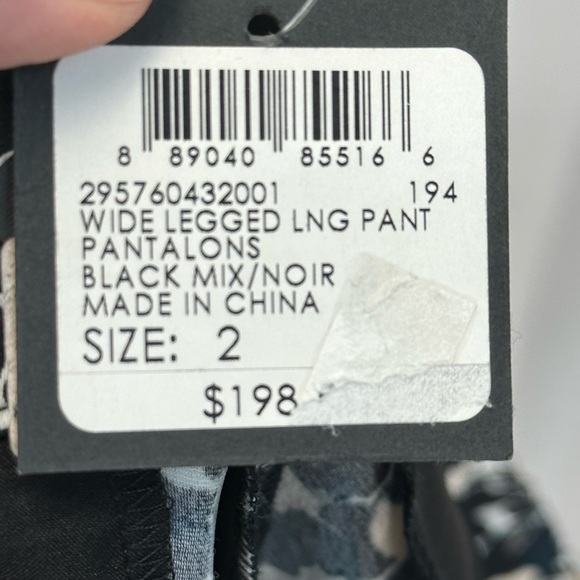 8 89040 85516 6
295760432001 194
WIDE LEGGED LNG PANT
PANTALONS
BLACK MIX/NOIR
MADE IN CHINA
SIZE: 2
$198